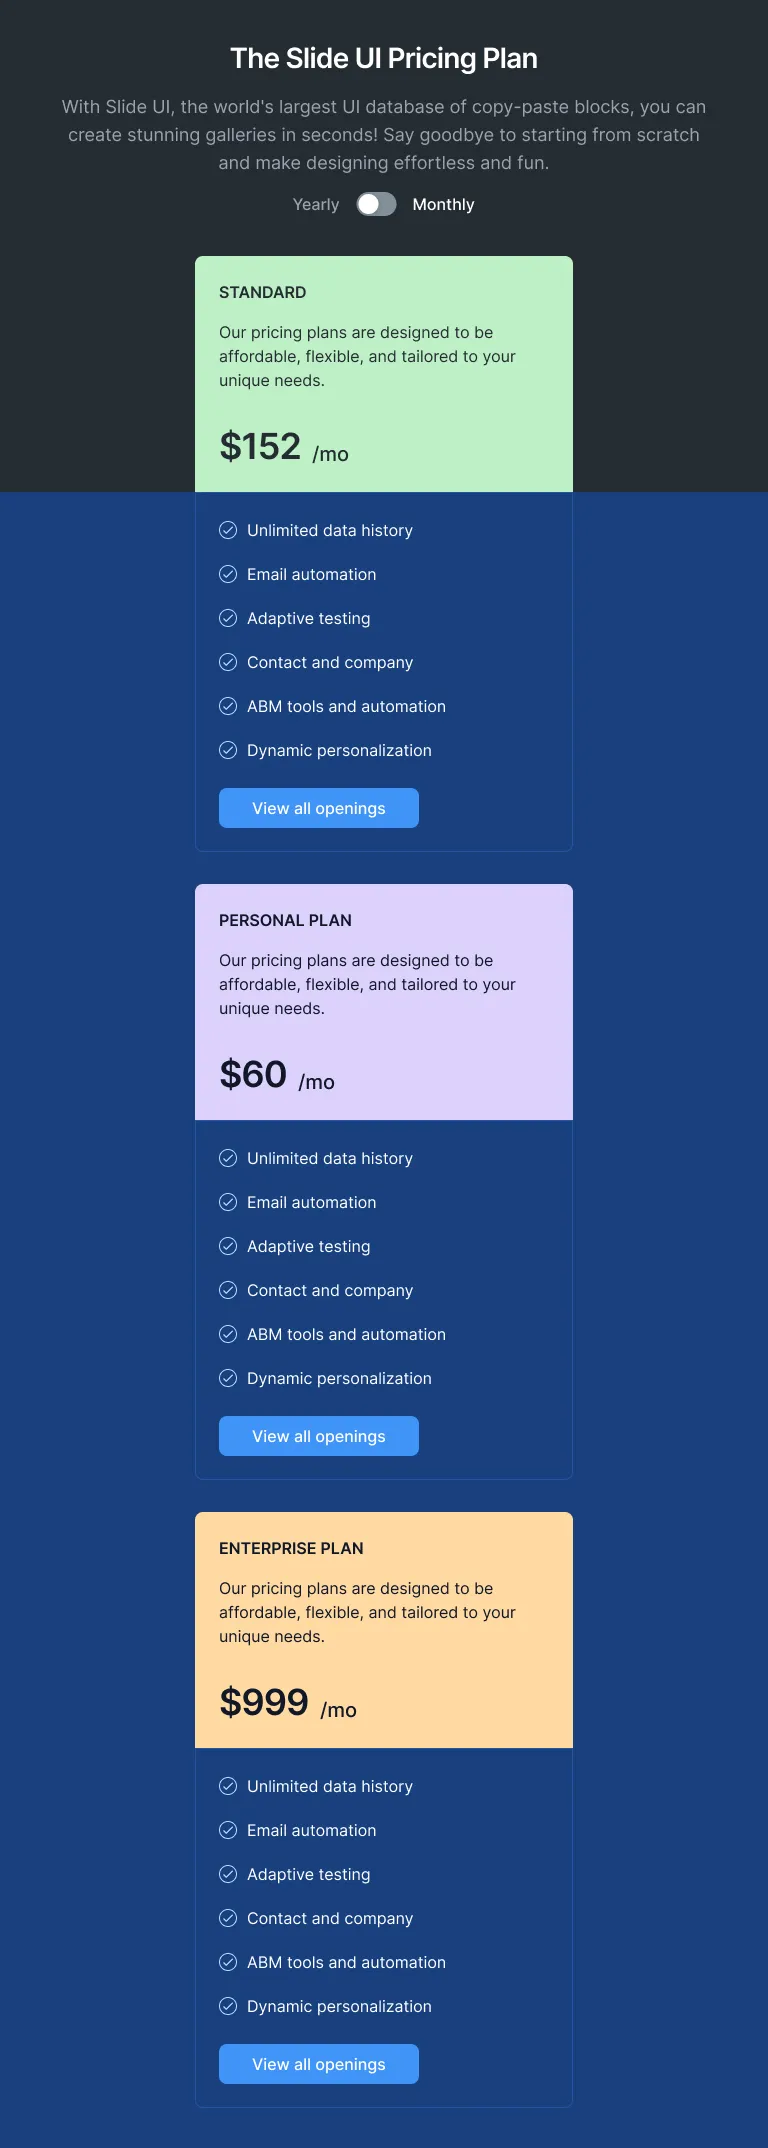 The Slide UI Pricing Plan
With Slide UI, the world's largest UI database of copy-paste blocks, you can
create stunning galleries in seconds! Say goodbye to starting from scratch
and make designing effortless and fun.
Yearly Monthly
STANDARD
Our pricing plans are designed to be
affordable, flexible, and tailored to your
unique needs.
$152 /mo
Unlimited data history
Email automation
Adaptive testing
Contact and company
ABM tools and automation
Dynamic personalization
View all openings
PERSONAL PLAN
Our pricing plans are designed to be
affordable, flexible, and tailored to your
unique needs.
$60 /mo
Unlimited data history
Email automation
Adaptive testing
Contact and company
ABM tools and automation
Dynamic personalization
View all openings
ENTERPRISE PLAN
Our pricing plans are designed to be
affordable, flexible, and tailored to your
unique needs.
$999 /mo
Unlimited data history
Email automation
Adaptive testing
Contact and company
ABM tools and automation
Dynamic personalization
View all openings